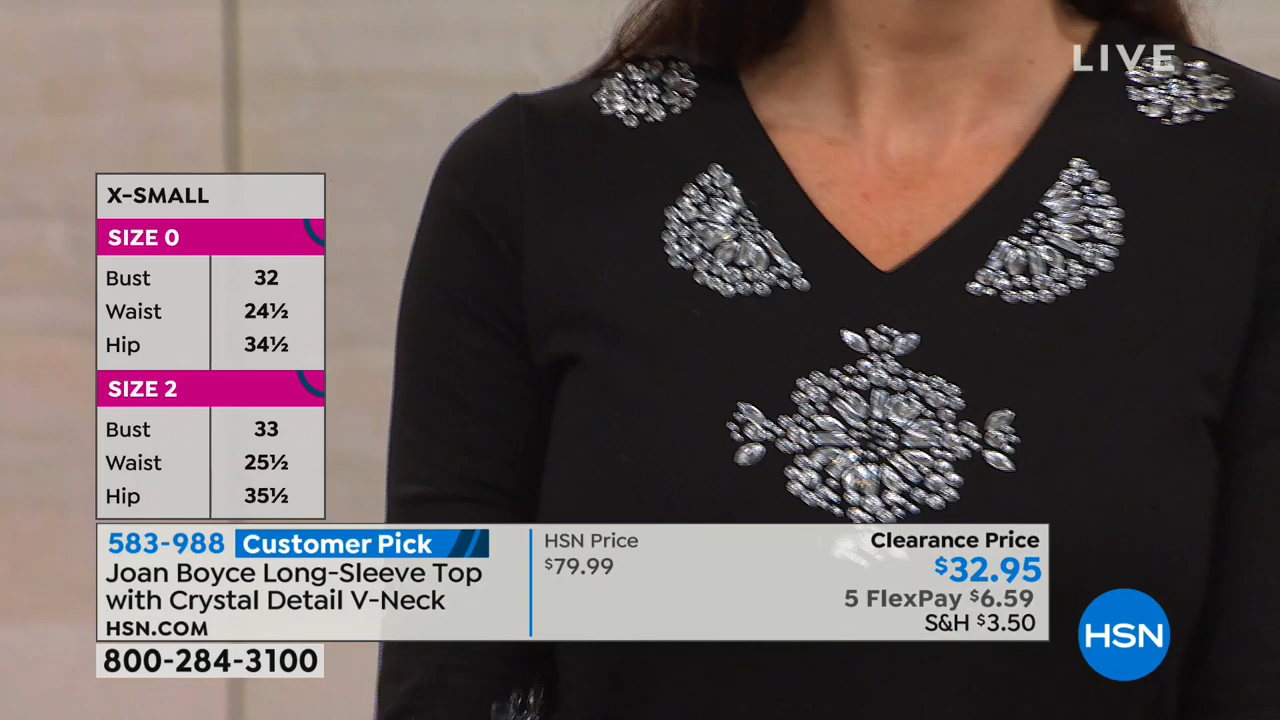 LIVE
X-SMALL
SIZE 0
Bust 32
Waist 24½
Hip 34½
SIZE 2
Bust 33
Waist 25½
Hip 35½
583-988 Customer Pick
Joan Boyce Long-Sleeve Top
with Crystal Detail V-Neck
HSN.COM
HSN Price
$79.99
Clearance Price
$32.95
5 FlexPay $6.59
S&H $3.50
800-284-3100
HSN